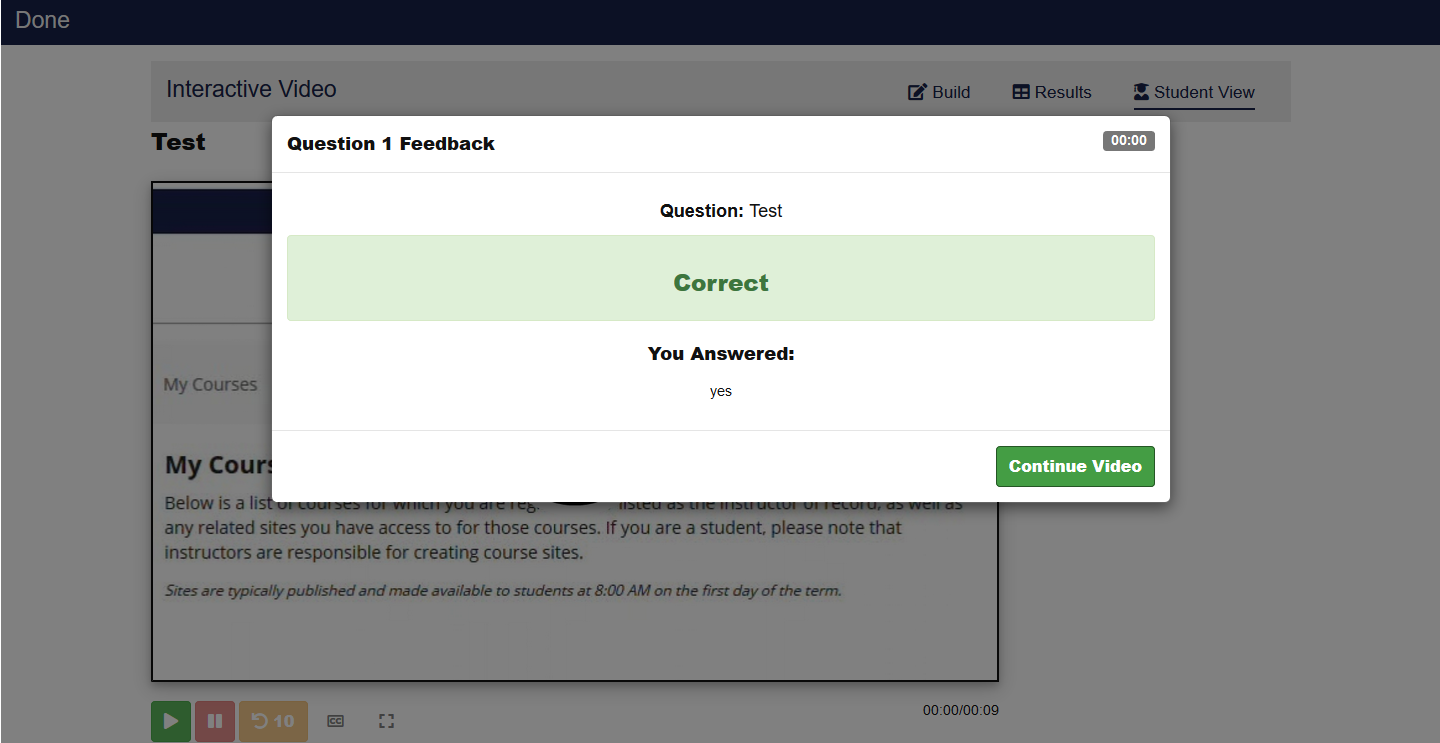 Done
Interactive Video
Build
Results
Student View
Test
Question 1 Feedback
00:00
Question: Test
Correct
You Answered:
yes
Continue Video
My Courses
My Cours
Below is a list of courses for which you are reg. listed as the instructor of record, as well as
any related sites you have access to for those courses. If you are a student, please note that
instructors are responsible for creating course sites.
Sites are typically published and made available to students at 8:00 AM on the first day of the term.
10
CC
00:00/00:09